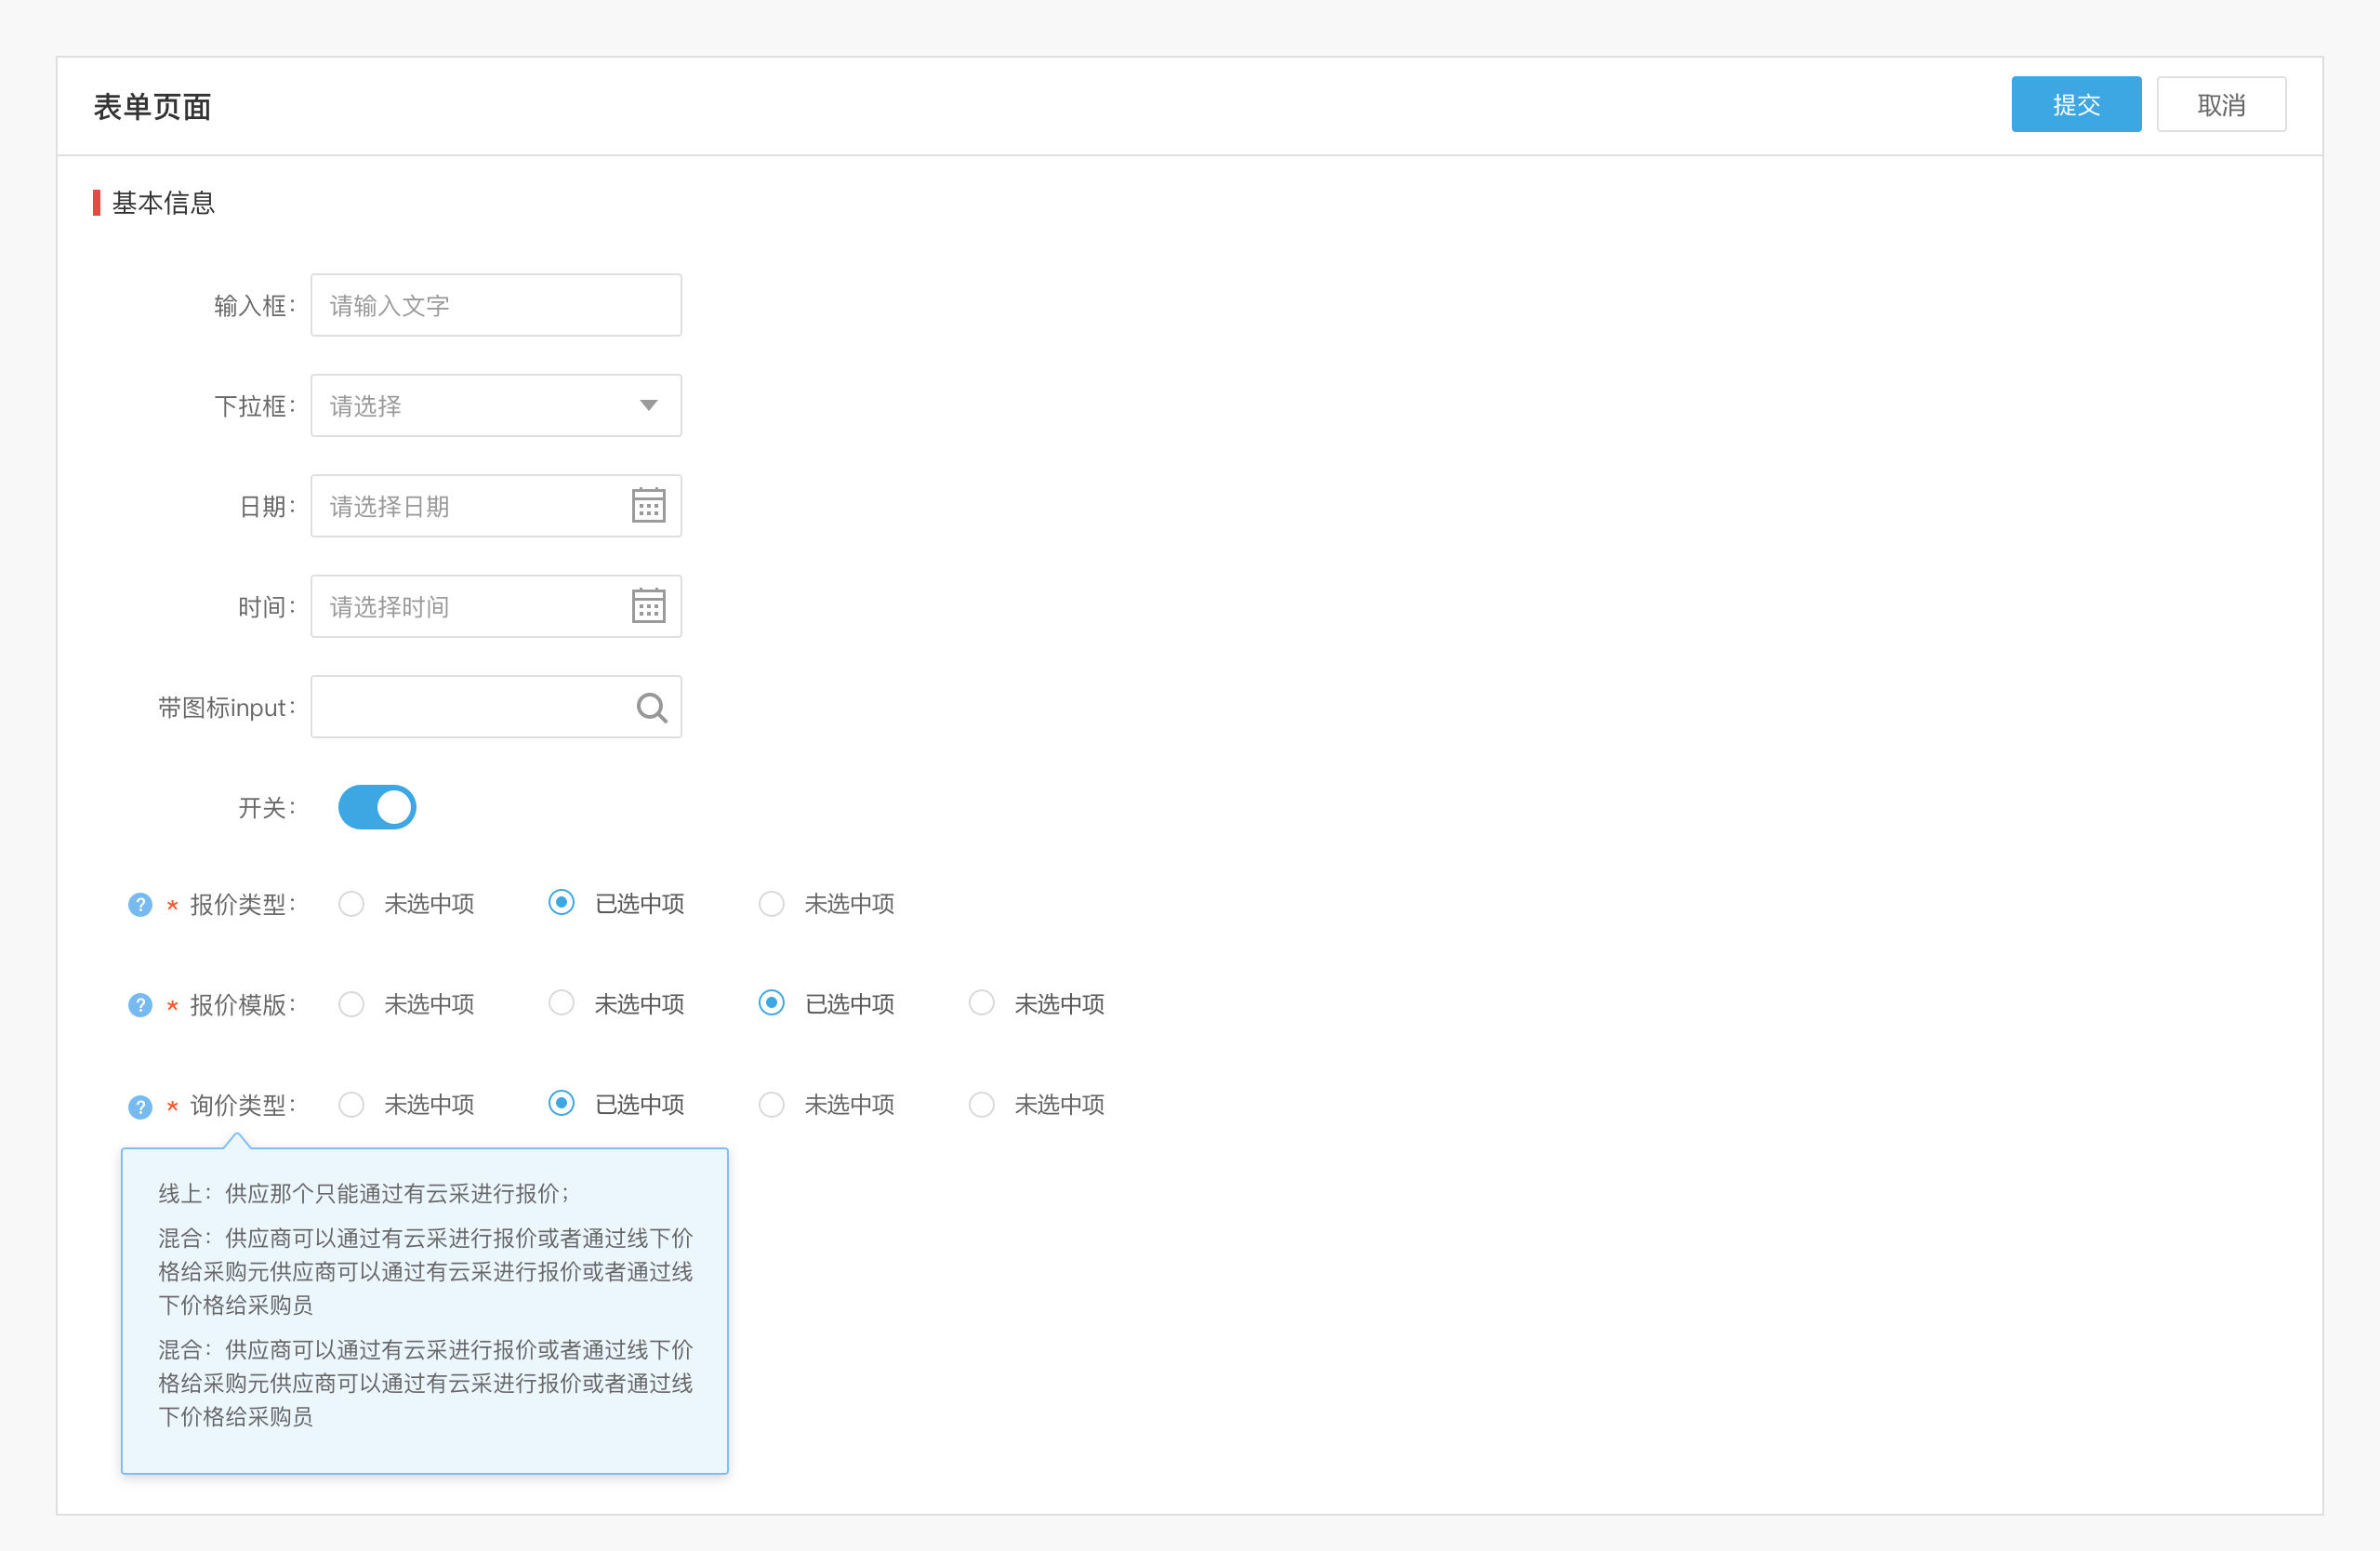 表单页面
提交 取消
基本信息
输入框： 请输入文字
下拉框： 请选择
日期： 请选择日期
时间： 请选择时间
带图标input：
开关：
? * 报价类型： 未选中项 已选中项 未选中项
? * 报价模版： 未选中项 未选中项 已选中项 未选中项
? * 询价类型： 未选中项 已选中项 未选中项 未选中项
线上：供应那个只能通过有云采进行报价；
混合：供应商可以通过有云采进行报价或者通过线下价
格给采购元供应商可以通过有云采进行报价或者通过线
下价格给采购员
混合：供应商可以通过有云采进行报价或者通过线下价
格给采购元供应商可以通过有云采进行报价或者通过线
下价格给采购员